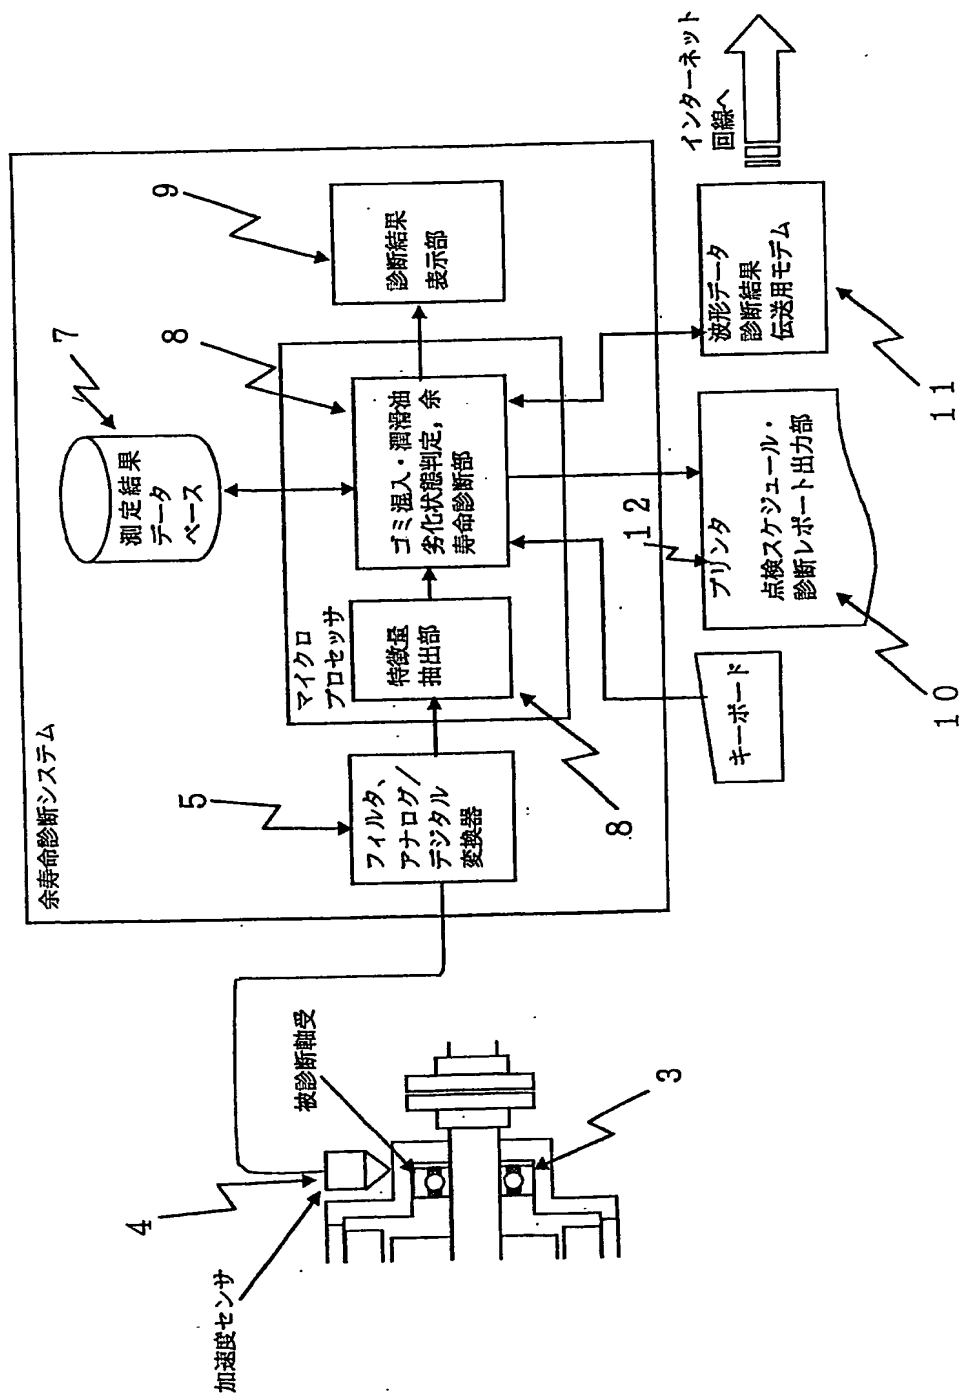 余寿命診断システム
7
測定結果
データ
ベース
9
診断結果
表示部
8
マイクロ
プロセッサ
ゴミ混入・潤滑油
劣化状態判定，余
寿命診断部
特徴量
抽出部
8
5
フィルタ、
アナログ／
デジタル
変換器
4
加速度センサ
被診断軸受
3
キーボード
12
プリンタ
点検スケジュール・
診断レポート出力部
10
波形データ
診断結果
伝送用モデム
11
インターネット
回線へ